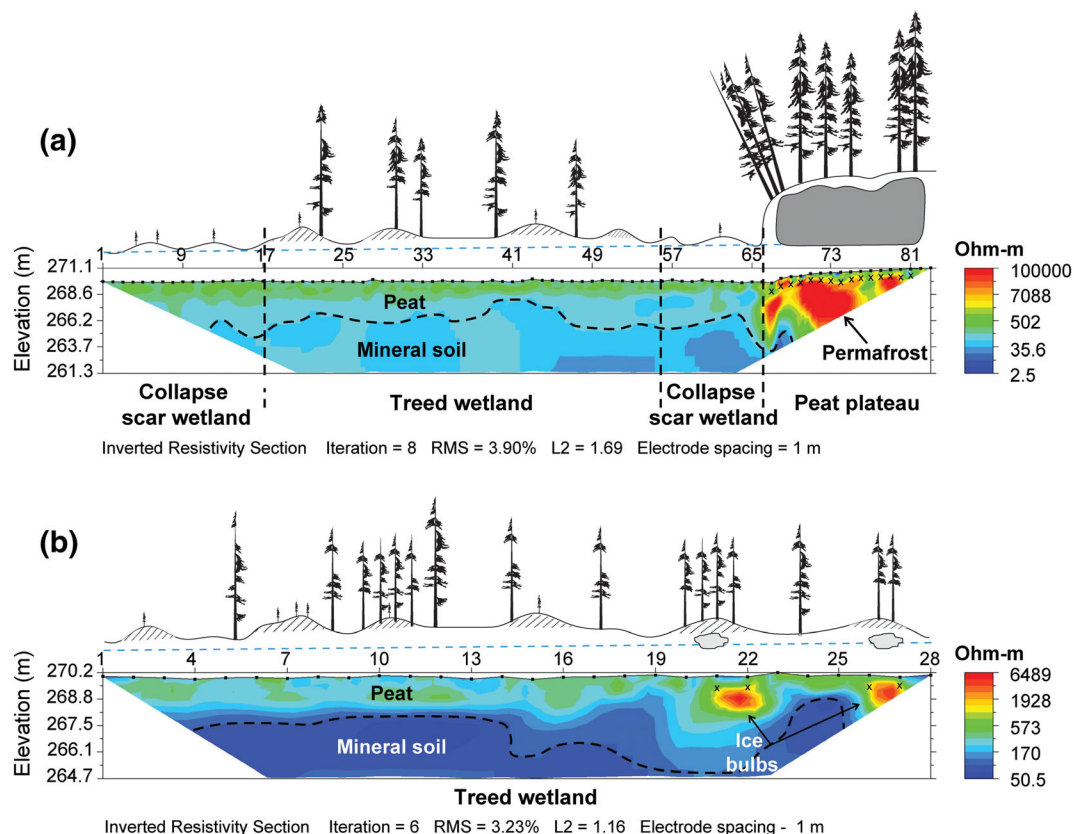 (a)
1 9 17 25 33 41 49 57 65 73 81
Elevation (m)
271.1
268.6
266.2
263.7
261.3
Peat
Mineral soil
Permafrost
Ohm-m
100000
7088
502
35.6
2.5
Collapse scar wetland
Treed wetland
Collapse scar wetland
Peat plateau
Inverted Resistivity Section Iteration = 8 RMS = 3.90% L2 = 1.69 Electrode spacing = 1 m
(b)
1 4 7 10 13 16 19 22 25 28
Elevation (m)
270.2
268.8
267.5
266.1
264.7
Peat
Mineral soil
Ice
bulbs
Ohm-m
6489
1928
573
170
50.5
Treed wetland
Inverted Resistivity Section Iteration = 6 RMS = 3.23% L2 = 1.16 Electrode spacing - 1 m